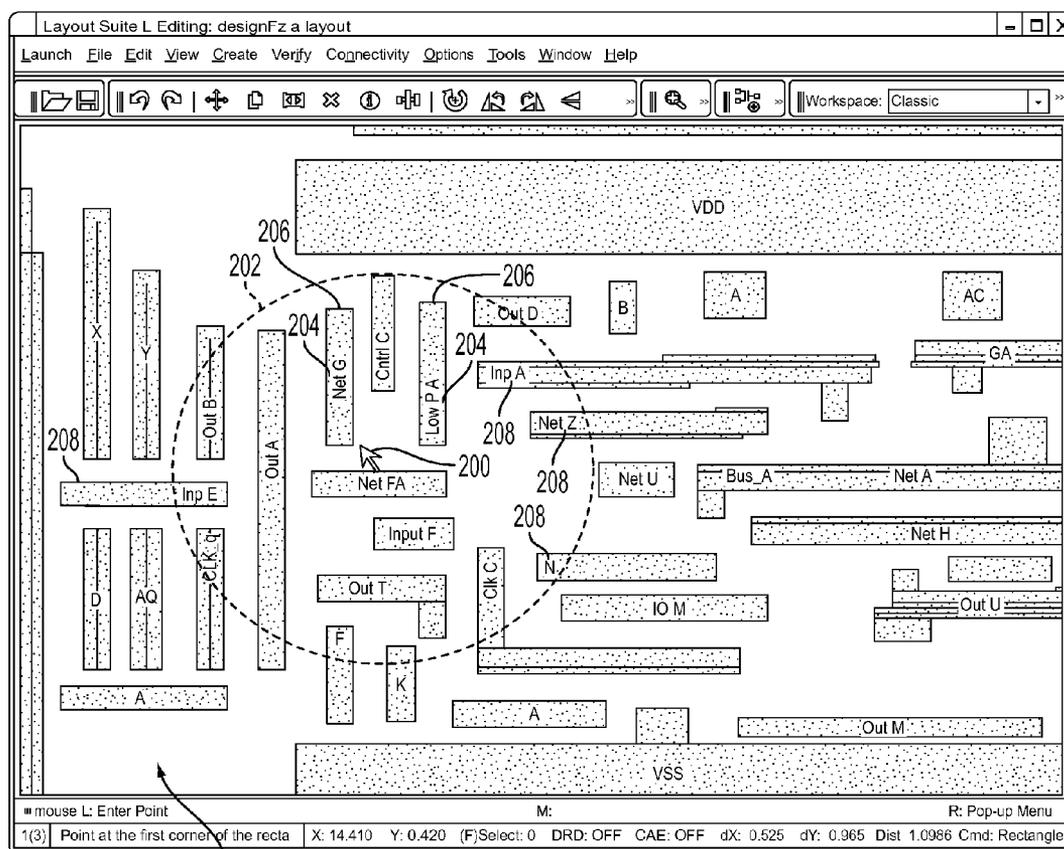 Layout Suite L Editing: designFz a layout
Launch File Edit View Create Verify Connectivity Options Tools Window Help
Workspace: Classic
VDD
206
202
206
204
204
X
Y
Out B
Out A
Net G
Cntrl C
Low P A
Out D
B
A
AC
GA
Inp A
208
Net Z
208
208
Inp E
200
Net FA
Net U
Bus_A
Net A
Input F
208
Net H
D
AQ
CLK_q
Out T
Clk C
N
IO M
Out U
F
K
A
A
Out M
VSS
mouse L: Enter Point M: R: Pop-up Menu
1(3) Point at the first corner of the recta X: 14.410 Y: 0.420 (F)Select: 0 DRD: OFF CAE: OFF dX: 0.525 dY: 0.965 Dist 1.0986 Cmd: Rectangle